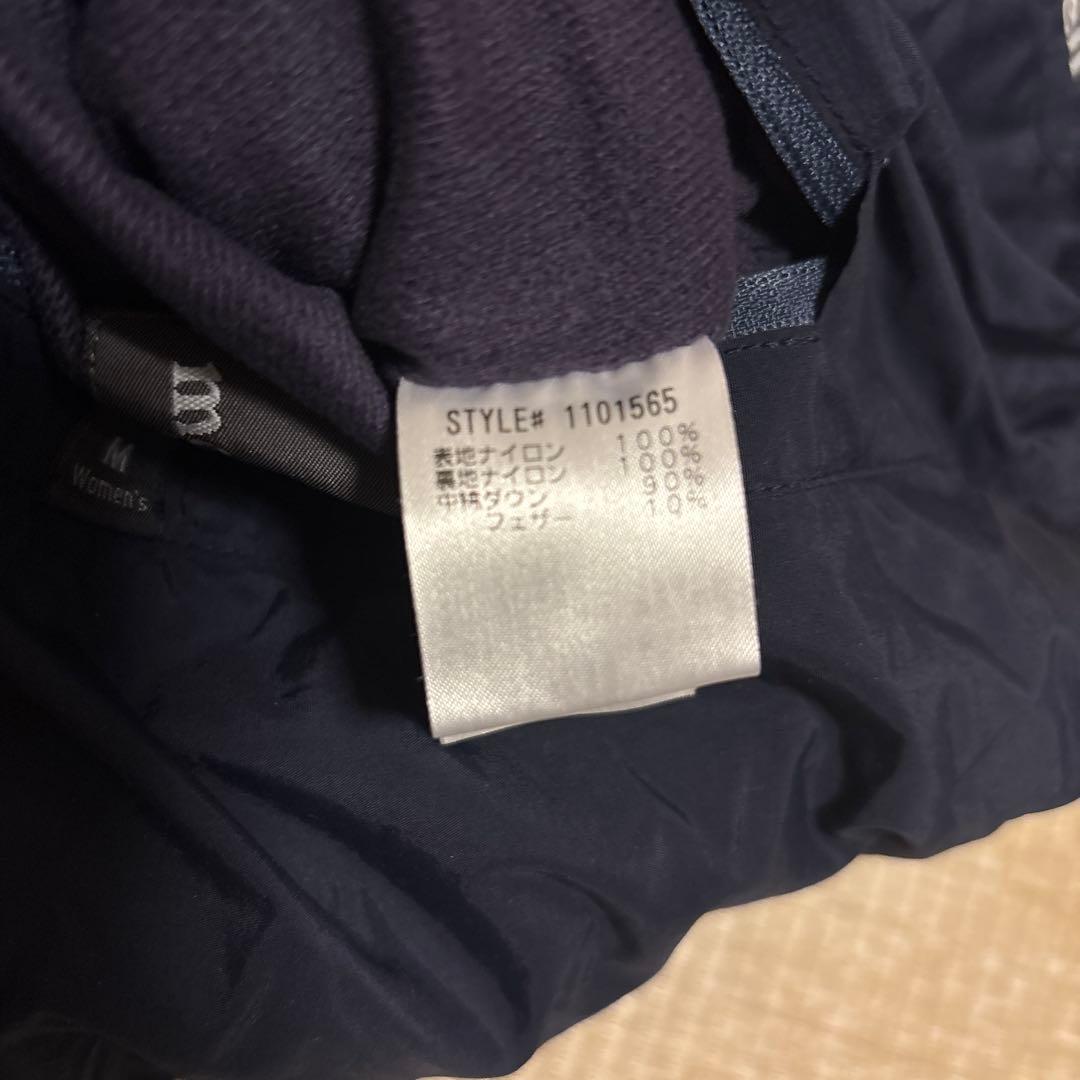 STYLE# 1101565
表地ナイロン 100%
裏地ナイロン 100%
中綿ダウン 90%
フェザー 10%
m
M
Women's